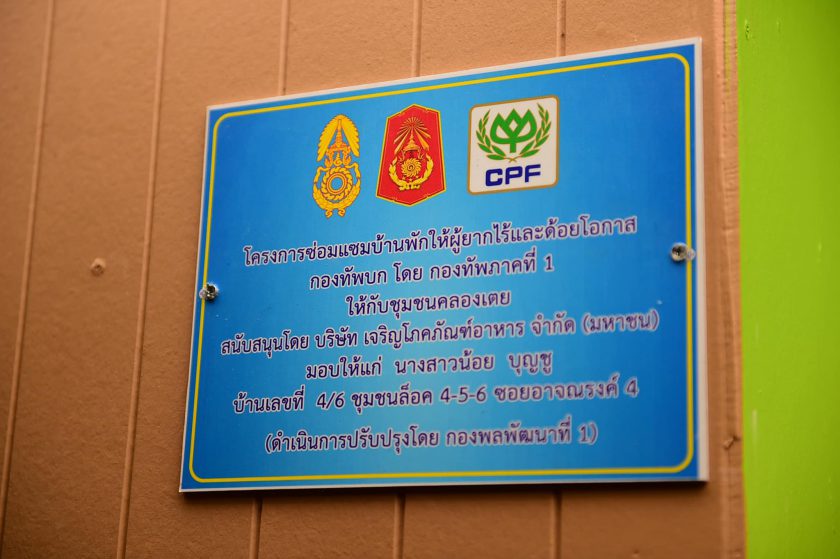 CPF
โครงการซ่อมแซมบ้านพักให้ผู้ยากไร้และด้อยโอกาส
กองทัพบก โดย กองทัพภาคที่ 1
ให้กับชุมชนคลองเตย
สนับสนุนโดย บริษัท เจริญโภคภัณฑ์อาหาร จำกัด (มหาชน)
มอบให้แก่ นางสาวน้อย บุญชู
บ้านเลขที่ 4/6 ชุมชนล็อค 4-5-6 ซอยอาจณรงค์ 4
(ดำเนินการปรับปรุงโดย กองพลพัฒนาที่ 1)